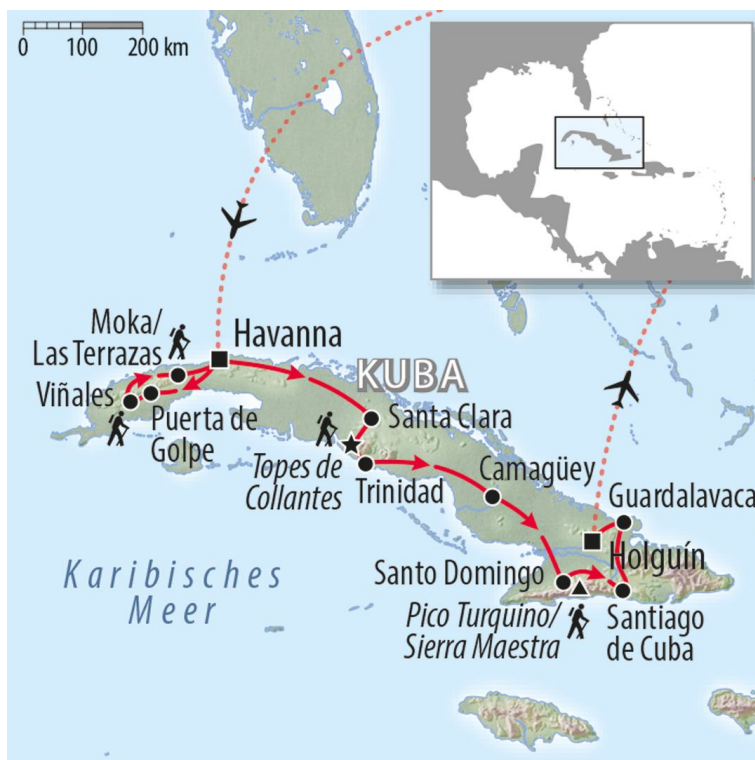 0 100 200 km
Moka/
Las Terrazas
Havanna
KUBA
Viñales
Puerta de
Golpe
Santa Clara
Topes de
Collantes
Trinidad
Camagüey
Guardalavaca
Holguín
Karibisches
Meer
Santo Domingo
Pico Turquino/
Sierra Maestra
Santiago
de Cuba